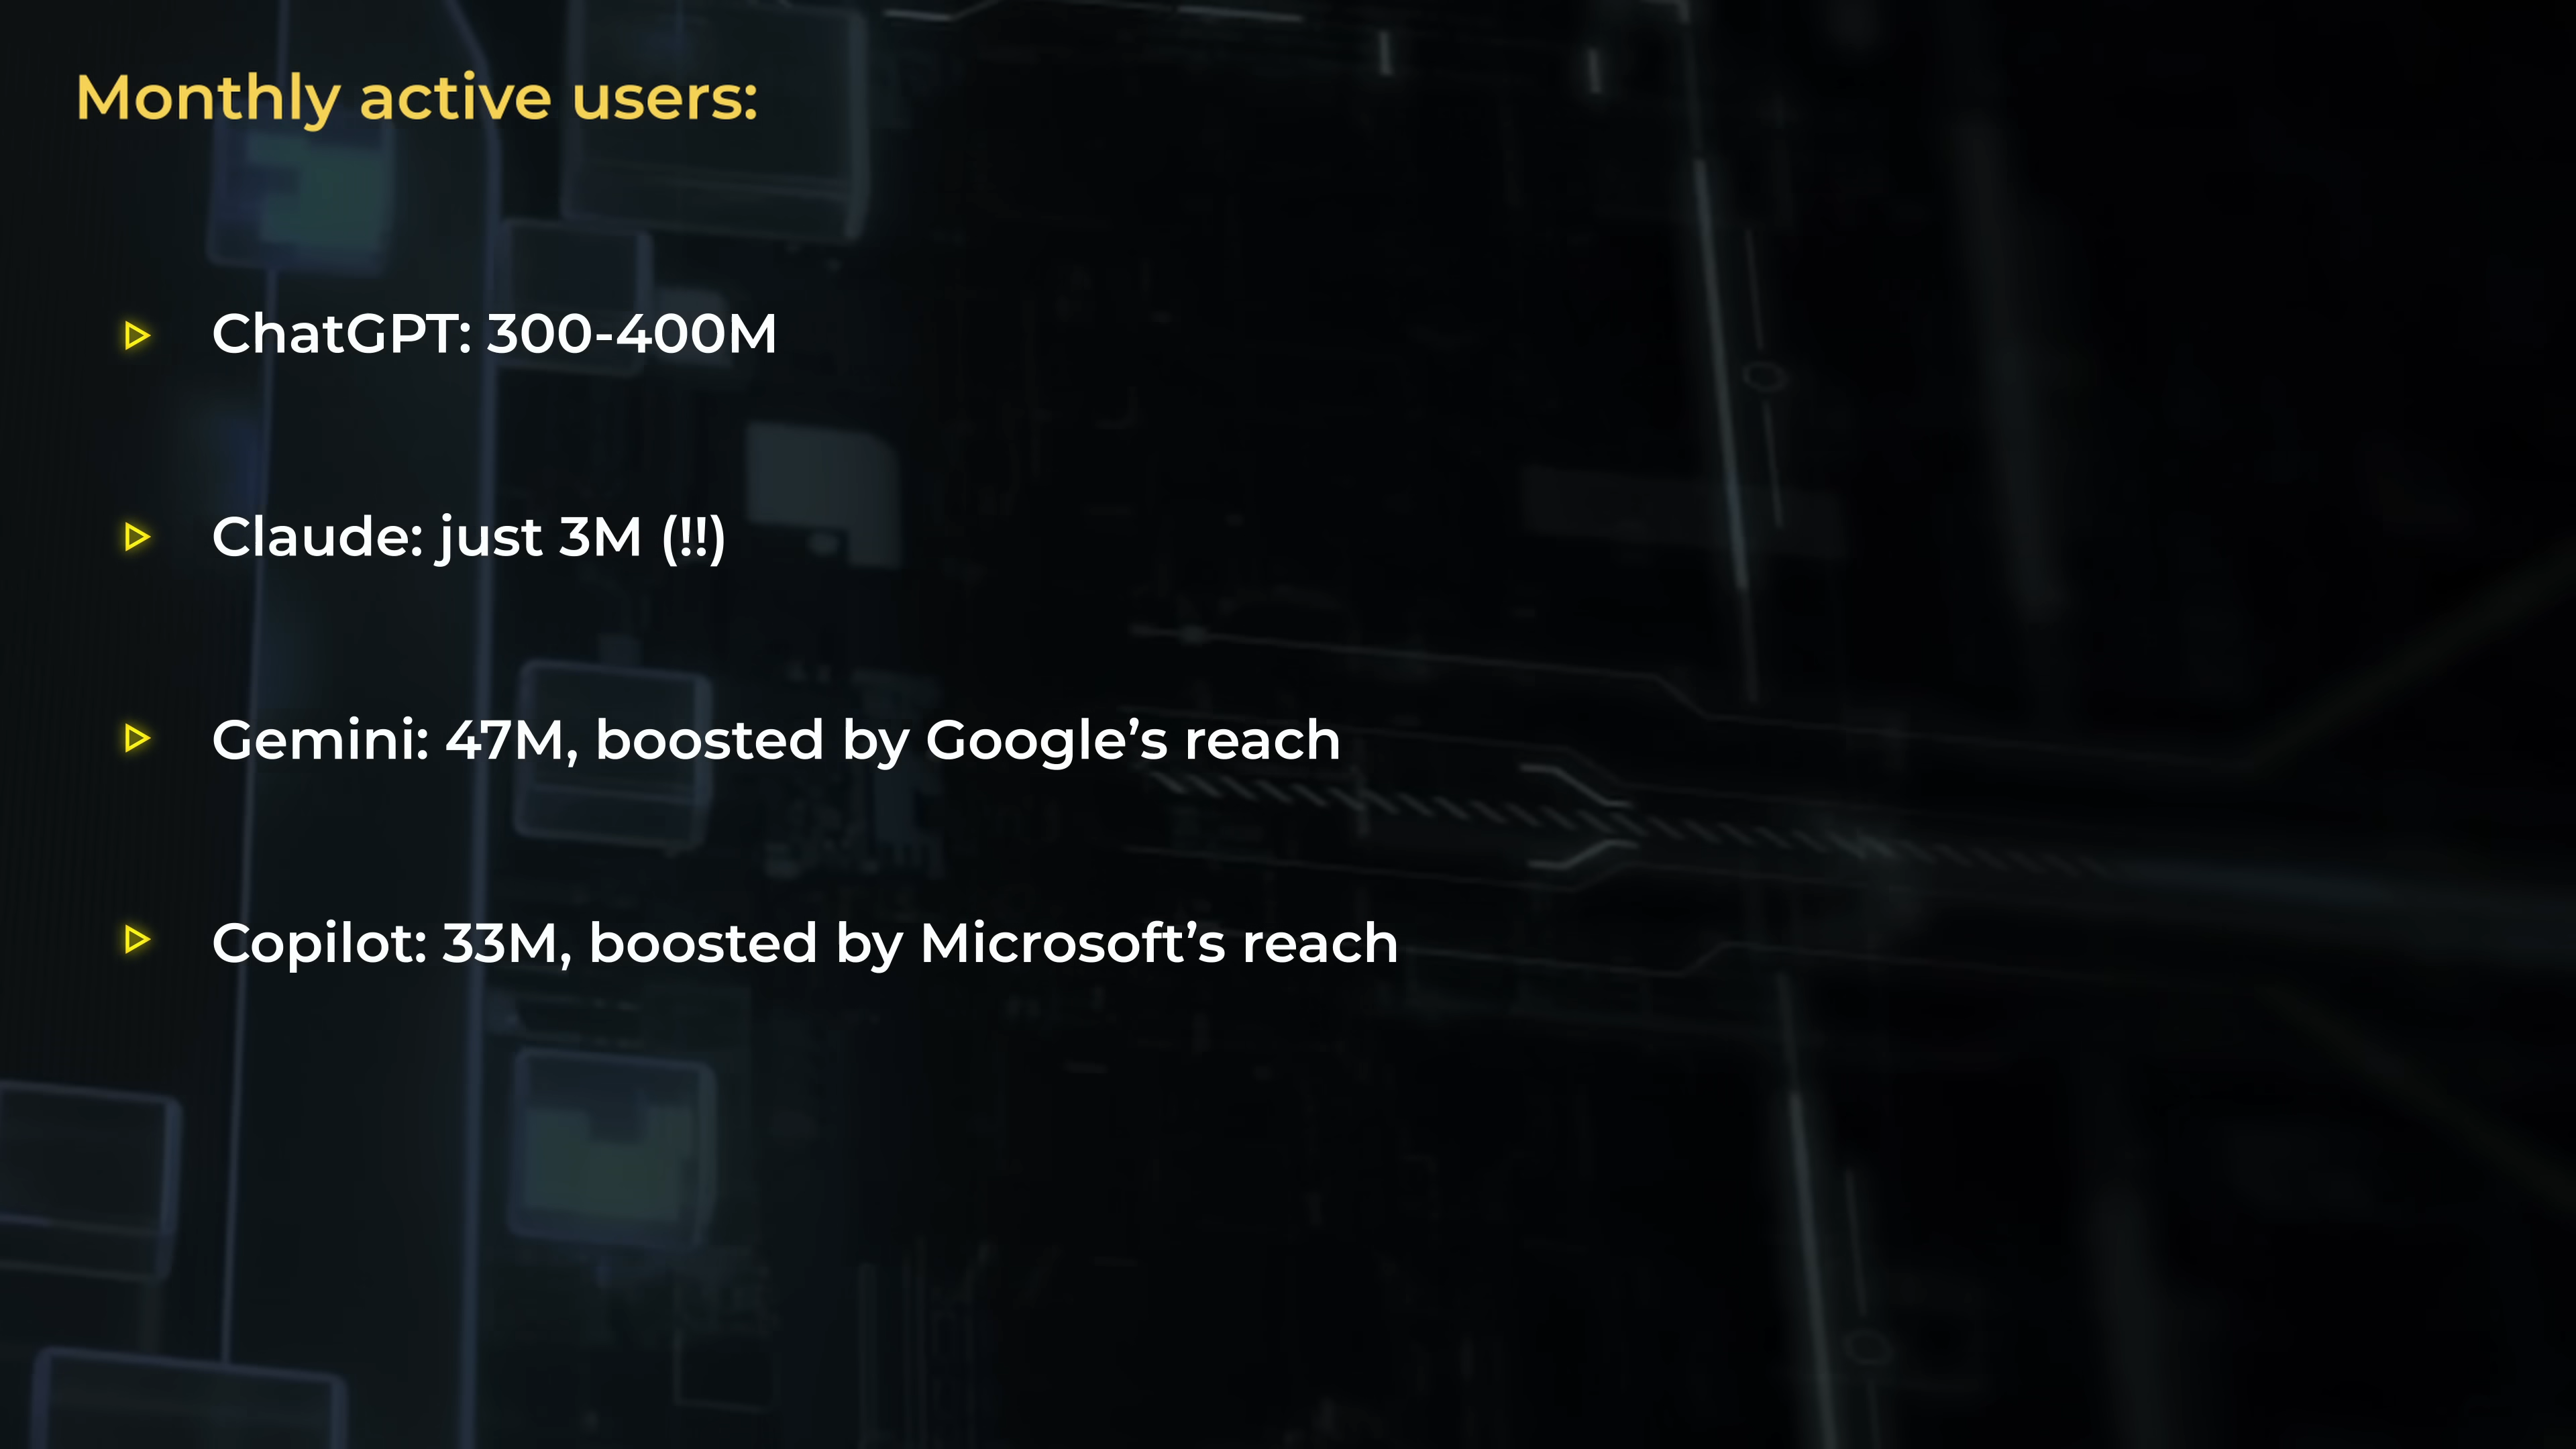 Monthly active users:
ChatGPT: 300-400M
Claude: just 3M (!!)
Gemini: 47M, boosted by Google’s reach
Copilot: 33M, boosted by Microsoft’s reach